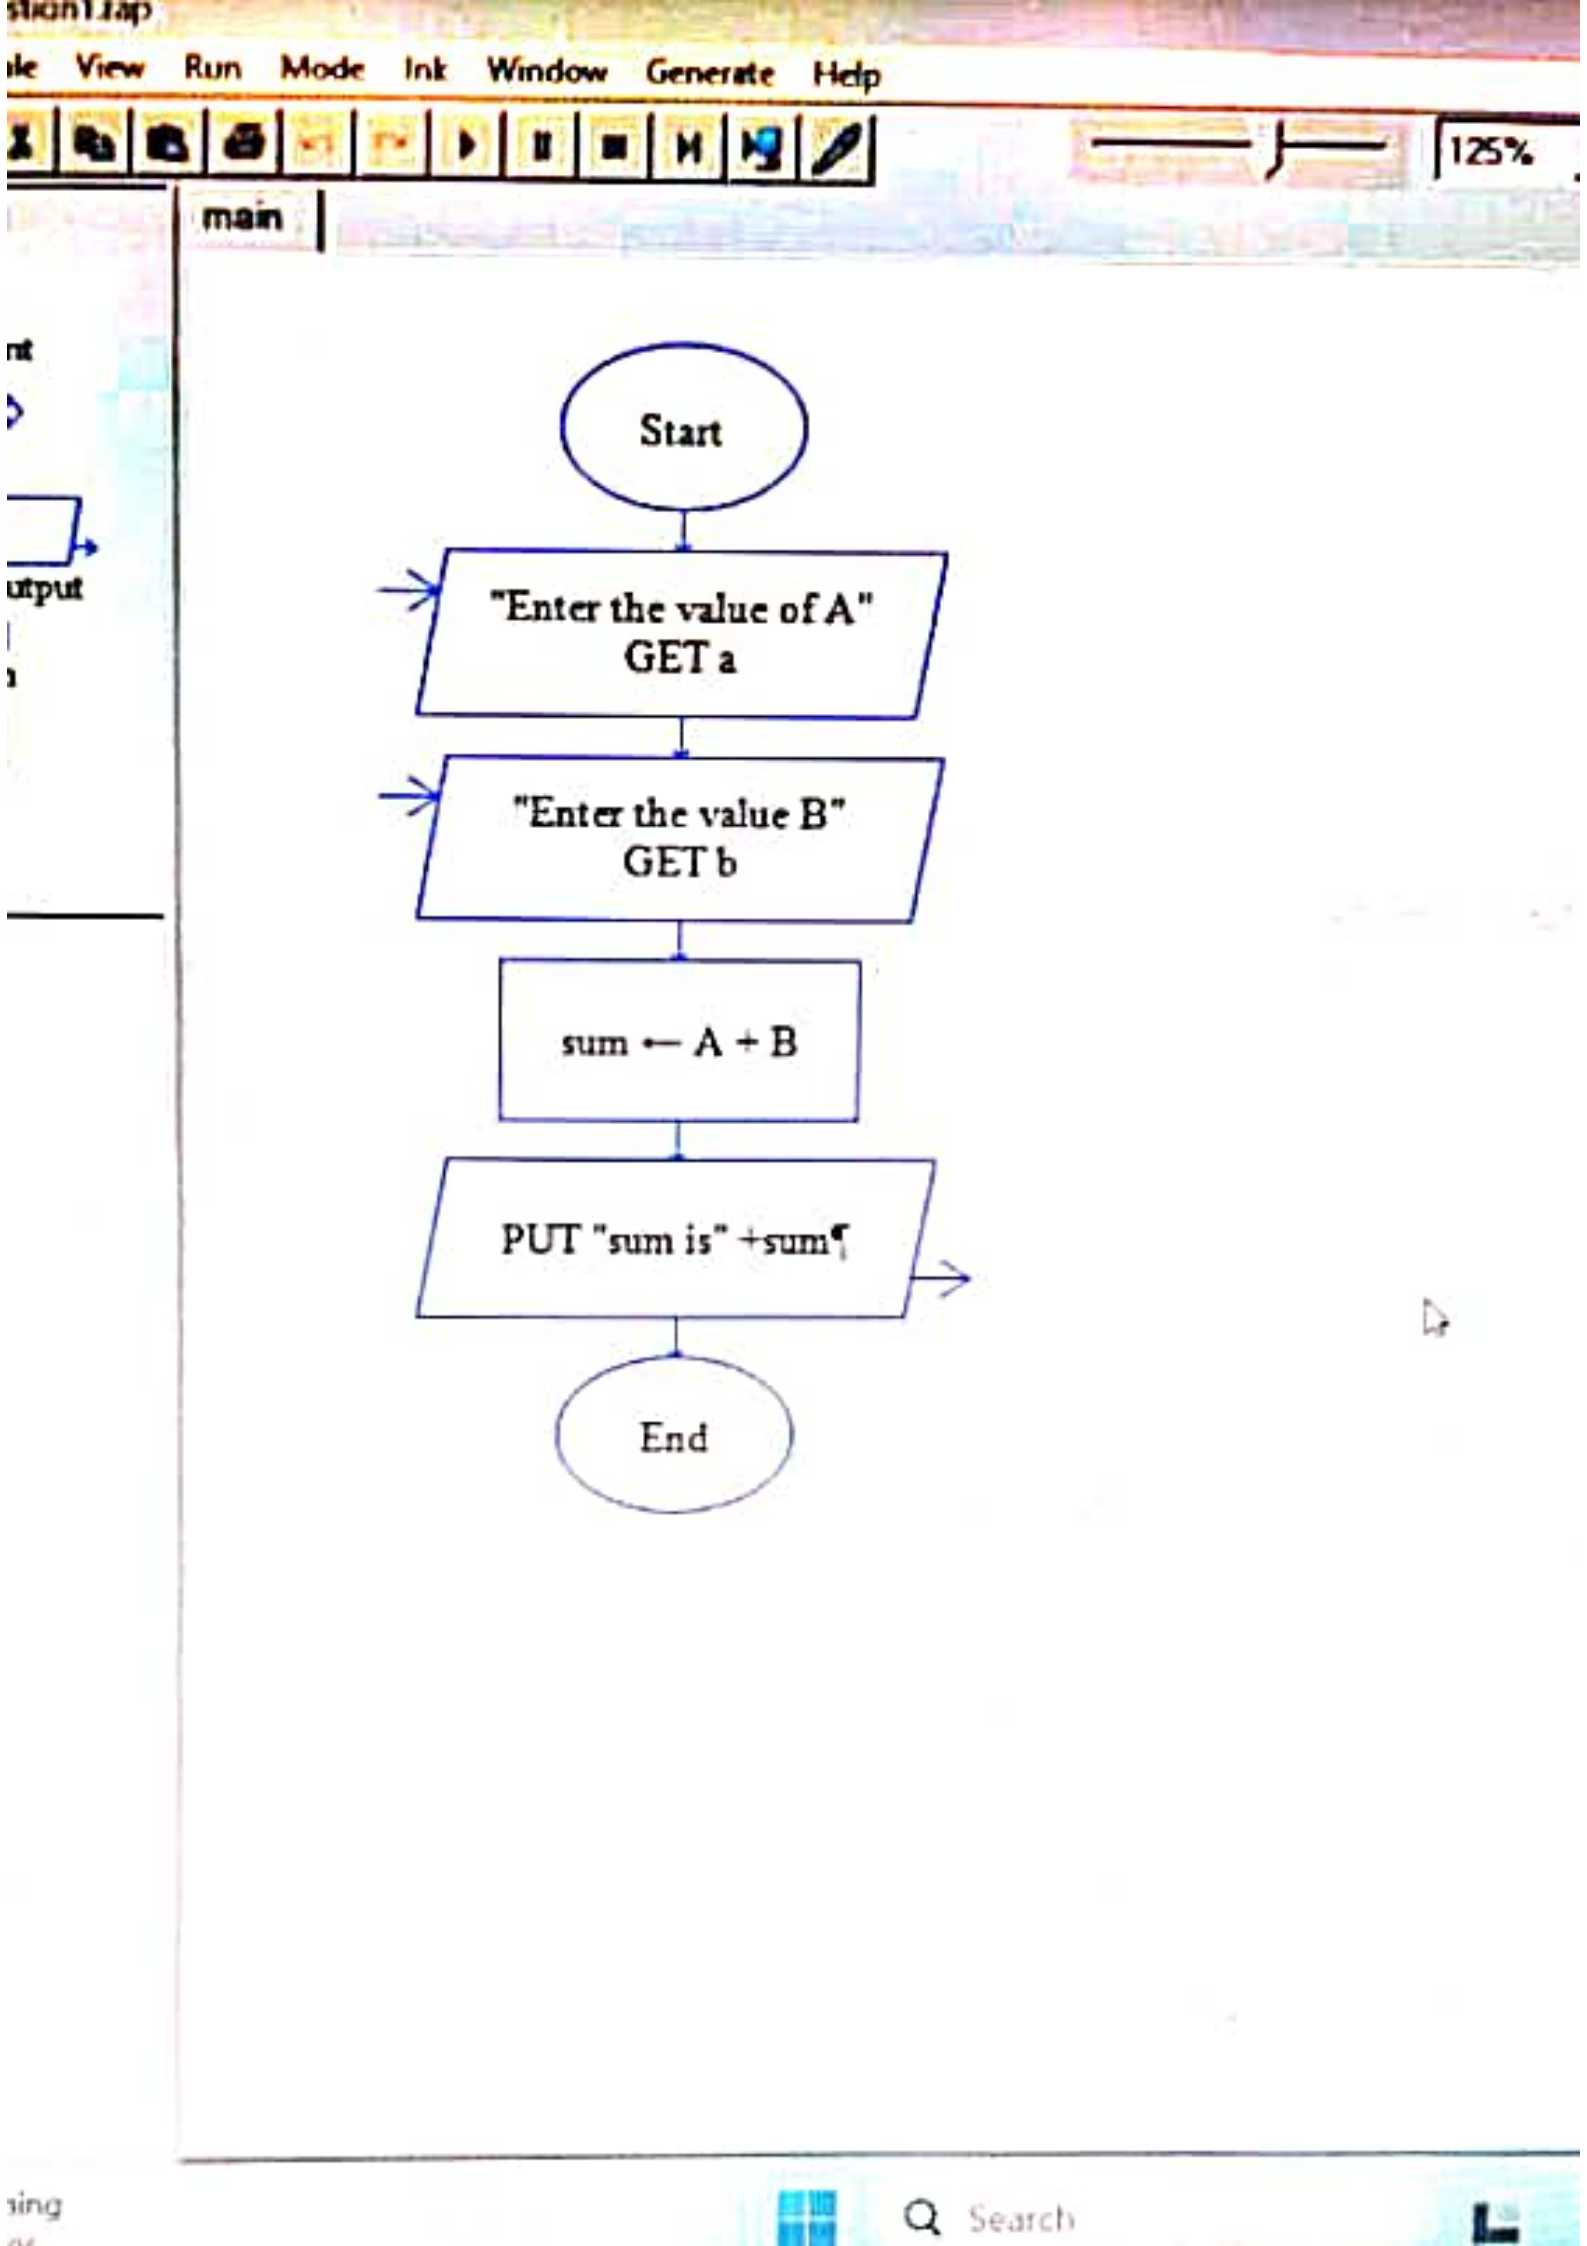 View Run Mode Ink Window Generate Help
125%
main
Start
"Enter the value of A"
GET a
"Enter the value B"
GET b
sum ← A + B
PUT "sum is" +sum¶
End
Search